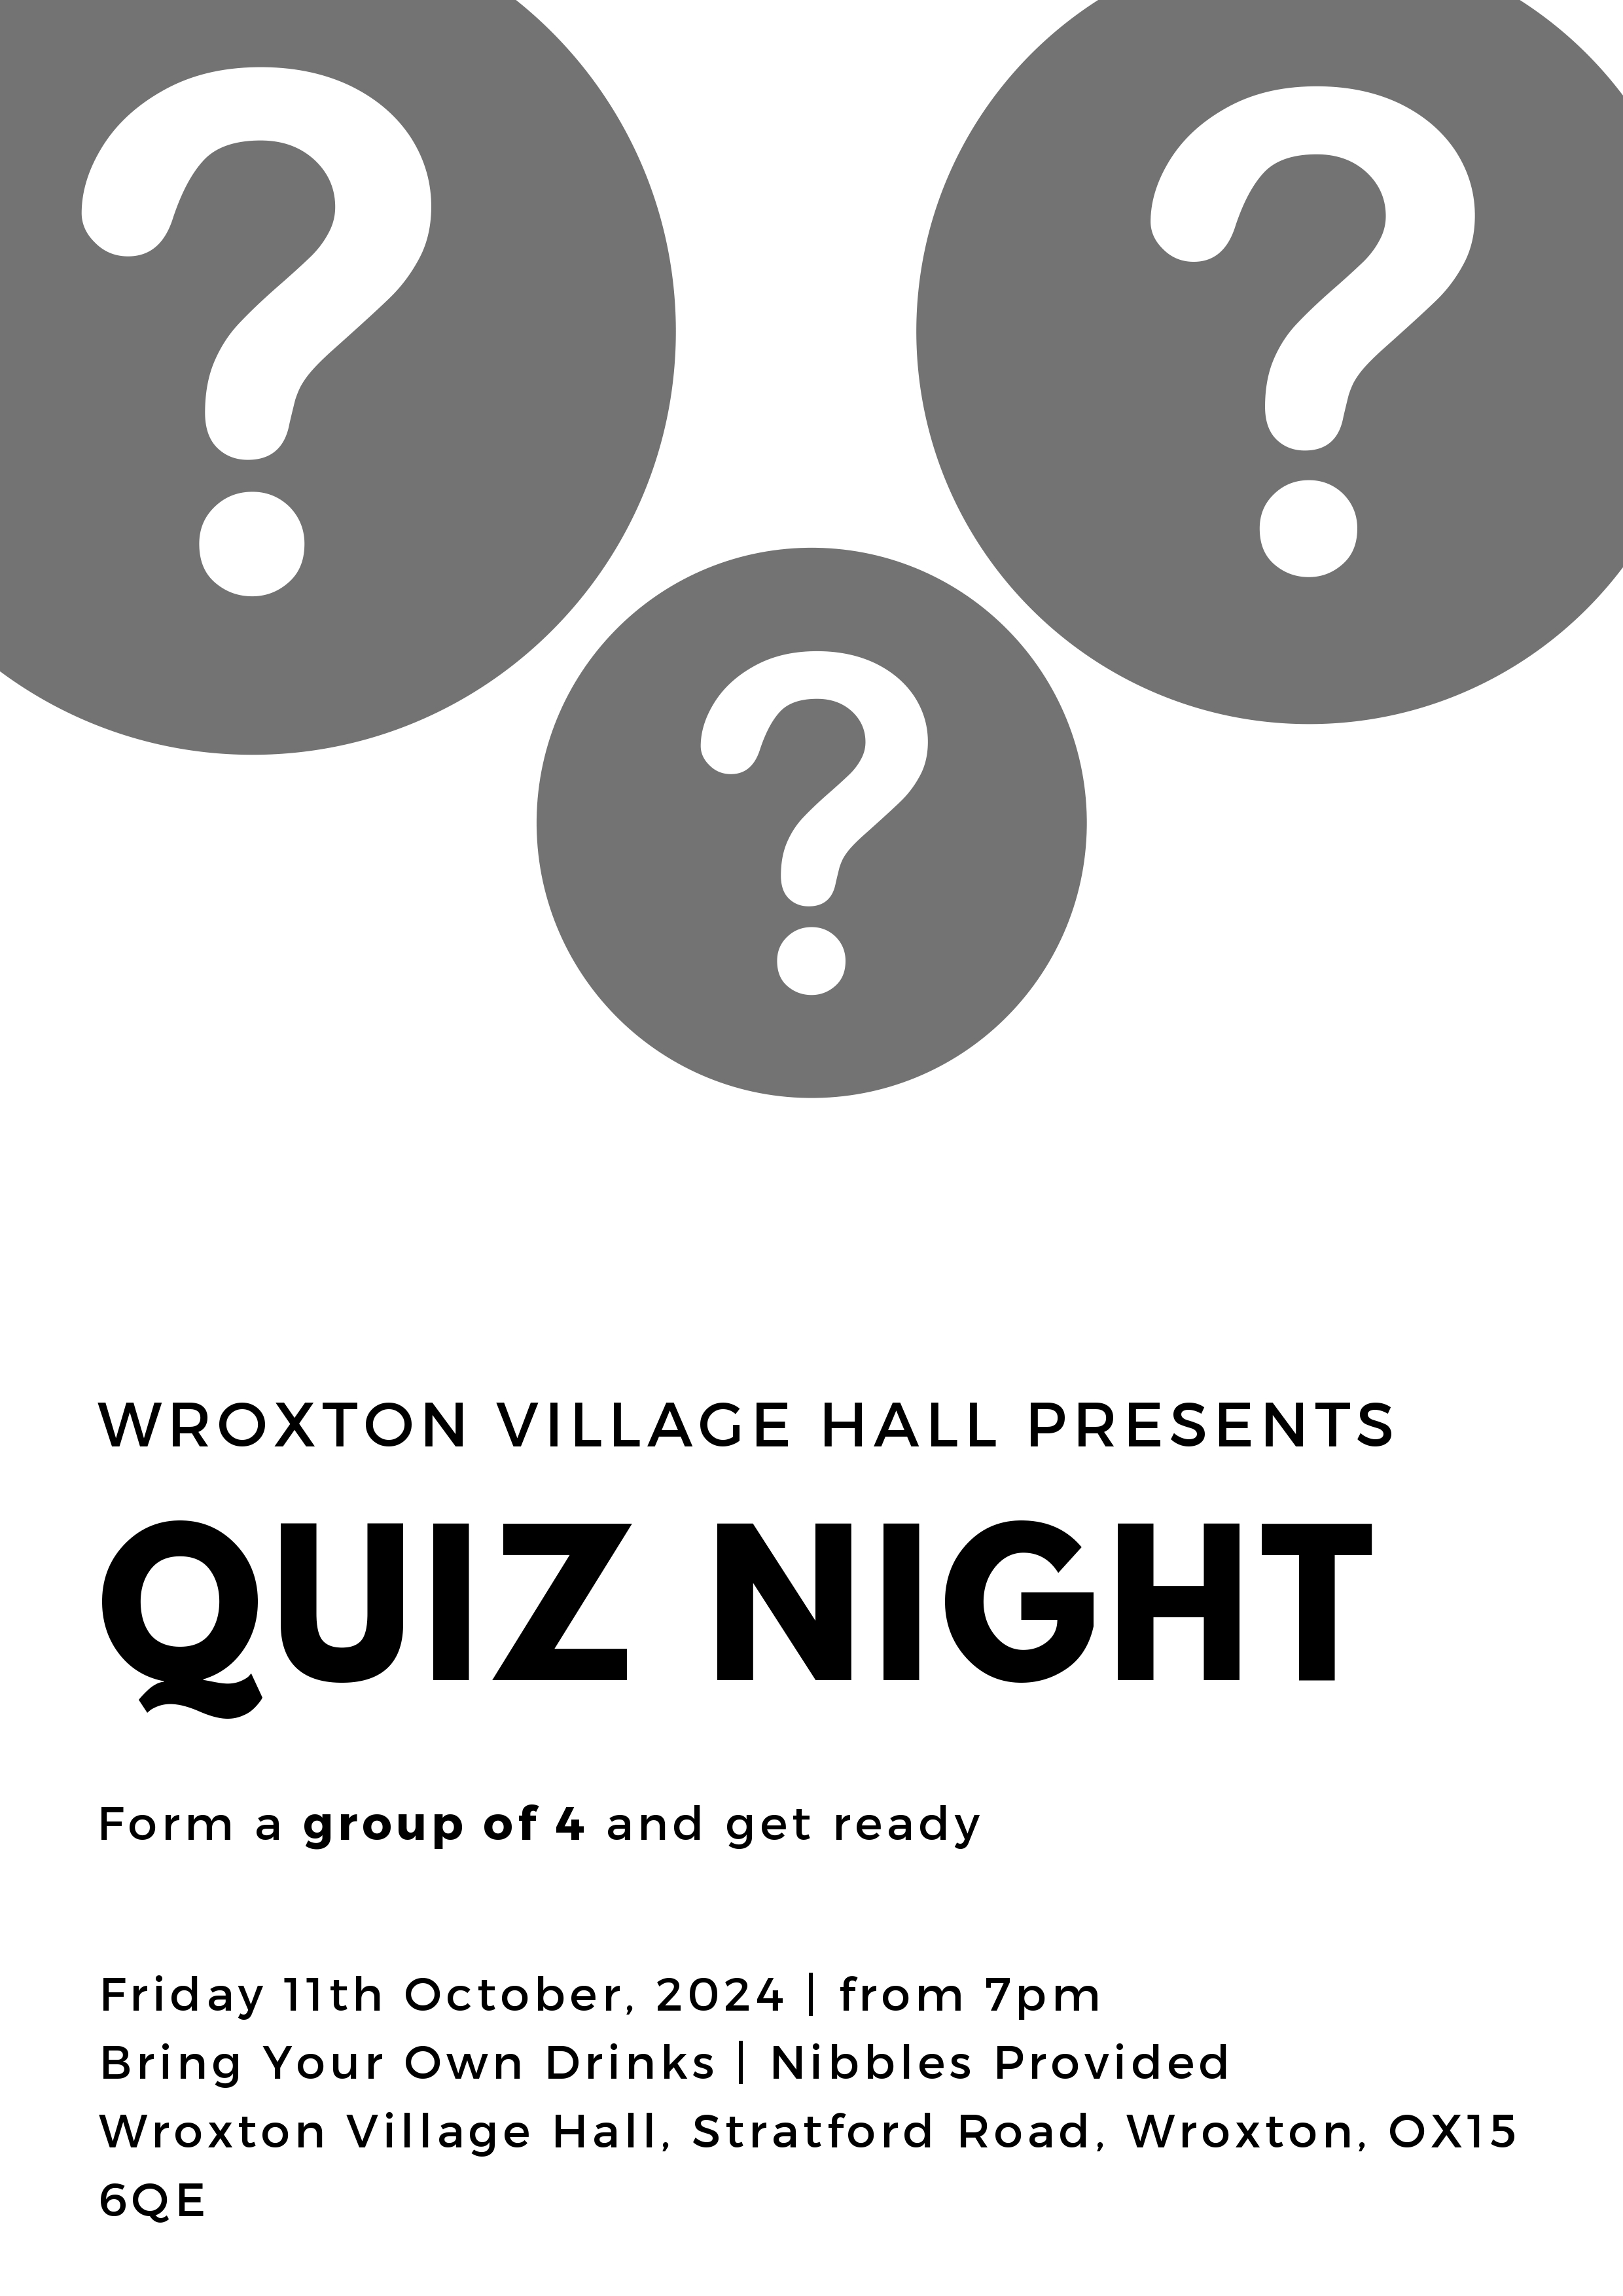 ?
?
?
WROXTON VILLAGE HALL PRESENTS
QUIZ NIGHT
Form a group of 4 and get ready
Friday 11th October, 2024 | from 7pm
Bring Your Own Drinks | Nibbles Provided
Wroxton Village Hall, Stratford Road, Wroxton, OX15
6QE